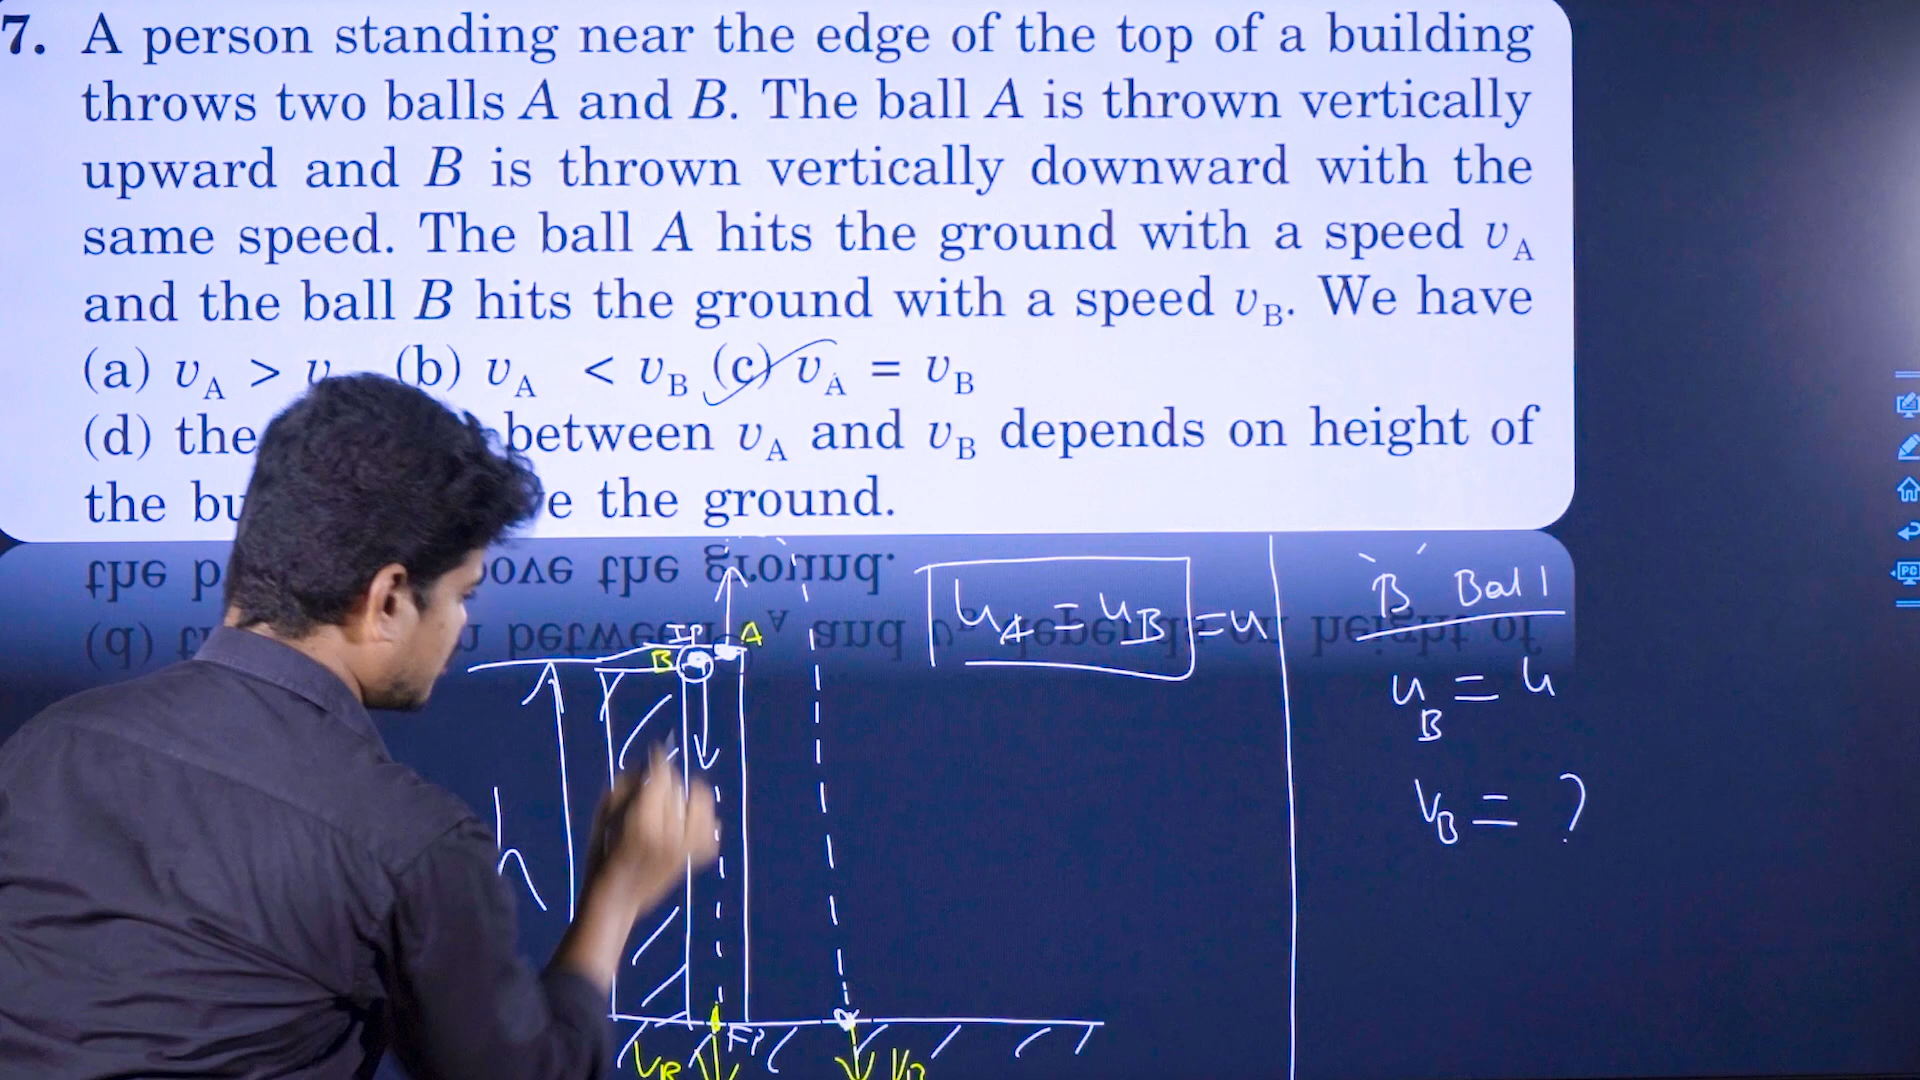 7. A person standing near the edge of the top of a building
throws two balls A and B. The ball A is thrown vertically
upward and B is thrown vertically downward with the
same speed. The ball A hits the ground with a speed vA
and the ball B hits the ground with a speed vB. We have
(a) vA > v (b) vA < vB (c) vA = vB
(d) the between vA and vB depends on height of
the bu e the ground.
uA = uB = u
B Ball
uB = u
vB = ?
IP
A
B
h
FP